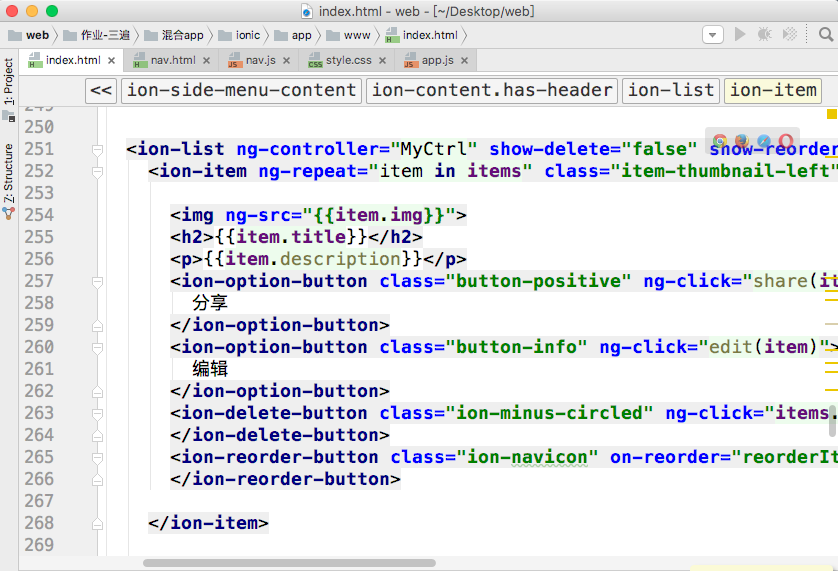 index.html - web - [~/Desktop/web]
web 作业-三遍 混合app ionic app www index.html
1: Project
Z: Structure
index.html nav.html nav.js style.css app.js
<< ion-side-menu-content ion-content.has-header ion-list ion-item
249
250
251 <ion-list ng-controller="MyCtrl" show-delete="false" show-reorder
252 <ion-item ng-repeat="item in items" class="item-thumbnail-left"
253
254 <img ng-src="{{item.img}}">
255 <h2>{{item.title}}</h2>
256 <p>{{item.description}}</p>
257 <ion-option-button class="button-positive" ng-click="share(it
258 分享
259 </ion-option-button>
260 <ion-option-button class="button-info" ng-click="edit(item)">
261 编辑
262 </ion-option-button>
263 <ion-delete-button class="ion-minus-circled" ng-click="items.
264 </ion-delete-button>
265 <ion-reorder-button class="ion-navicon" on-reorder="reorderIt
266 </ion-reorder-button>
267
268 </ion-item>
269